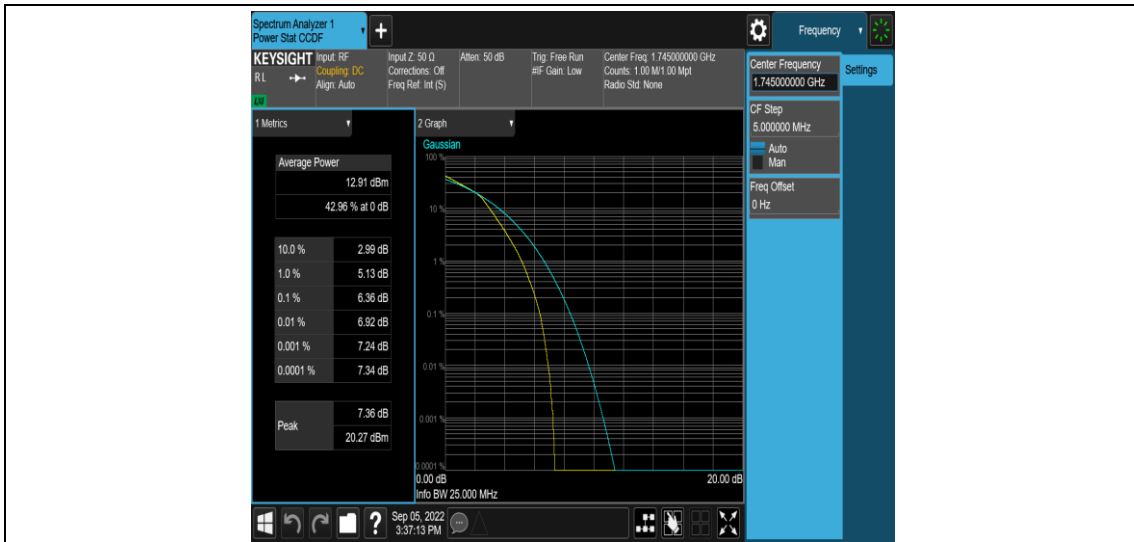 Spectrum Analyzer 1
Power Stat CCDF
+
Frequency
KEYSIGHT
RL
LXI
Input: RF
Coupling: DC
Align: Auto
Input Z: 50 Ω
Corrections: Off
Freq Ref: Int (S)
Atten: 50 dB
Trig: Free Run
#IF Gain: Low
Center Freq: 1.745000000 GHz
Counts: 1.00 M/1.00 Mpt
Radio Std: None
Center Frequency
1.745000000 GHz
Settings
CF Step
5.000000 MHz
Auto
Man
Freq Offset
0 Hz
1 Metrics
Average Power
12.91 dBm
42.96 % at 0 dB
10.0 % 2.99 dB
1.0 % 5.13 dB
0.1 % 6.36 dB
0.01 % 6.92 dB
0.001 % 7.24 dB
0.0001 % 7.34 dB
Peak
7.36 dB
20.27 dBm
2 Graph
Gaussian
100 %
10 %
1 %
0.1 %
0.01 %
0.001 %
0.0001 %
0.00 dB 20.00 dB
Info BW 25.000 MHz
?
Sep 05, 2022
3:37:13 PM